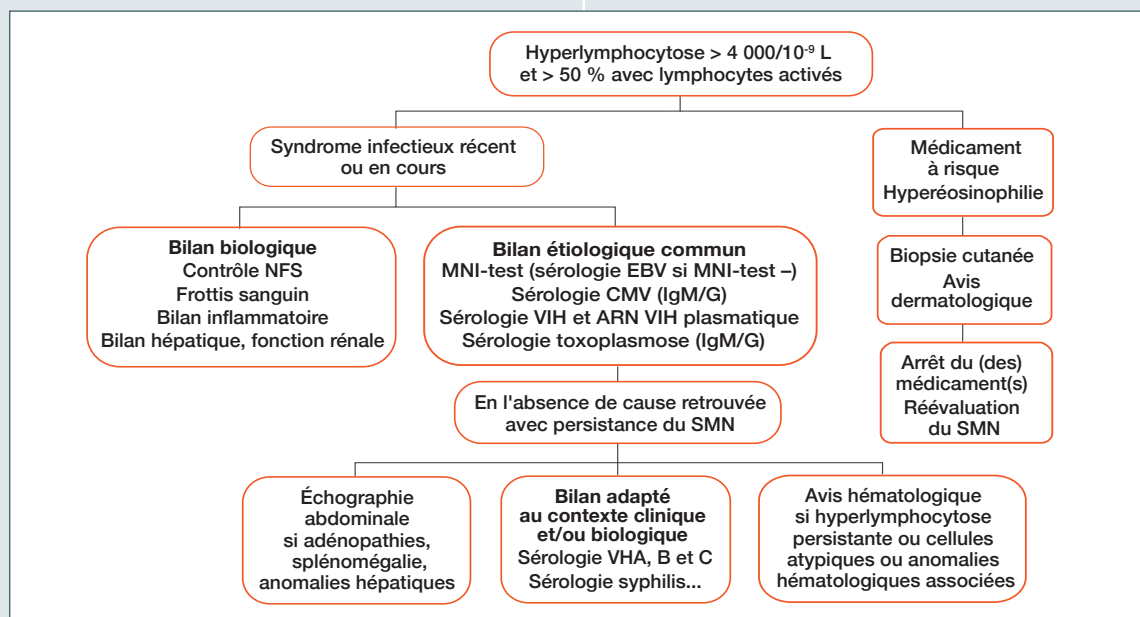 Hyperlymphocytose > 4 000/10⁻⁹ L
et > 50 % avec lymphocytes activés
Syndrome infectieux récent
ou en cours
Médicament
à risque
Hyperéosinophilie
Bilan biologique
Contrôle NFS
Frottis sanguin
Bilan inflammatoire
Bilan hépatique, fonction rénale
Bilan étiologique commun
MNI-test (sérologie EBV si MNI-test –)
Sérologie CMV (IgM/G)
Sérologie VIH et ARN VIH plasmatique
Sérologie toxoplasmose (IgM/G)
Biopsie cutanée
Avis
dermatologique
Arrêt du (des)
médicament(s)
Réévaluation
du SMN
En l'absence de cause retrouvée
avec persistance du SMN
Échographie
abdominale
si adénopathies,
splénomégalie,
anomalies hépatiques
Bilan adapté
au contexte clinique
et/ou biologique
Sérologie VHA, B et C
Sérologie syphilis...
Avis hématologique
si hyperlymphocytose
persistante ou cellules
atypiques ou anomalies
hématologiques associées